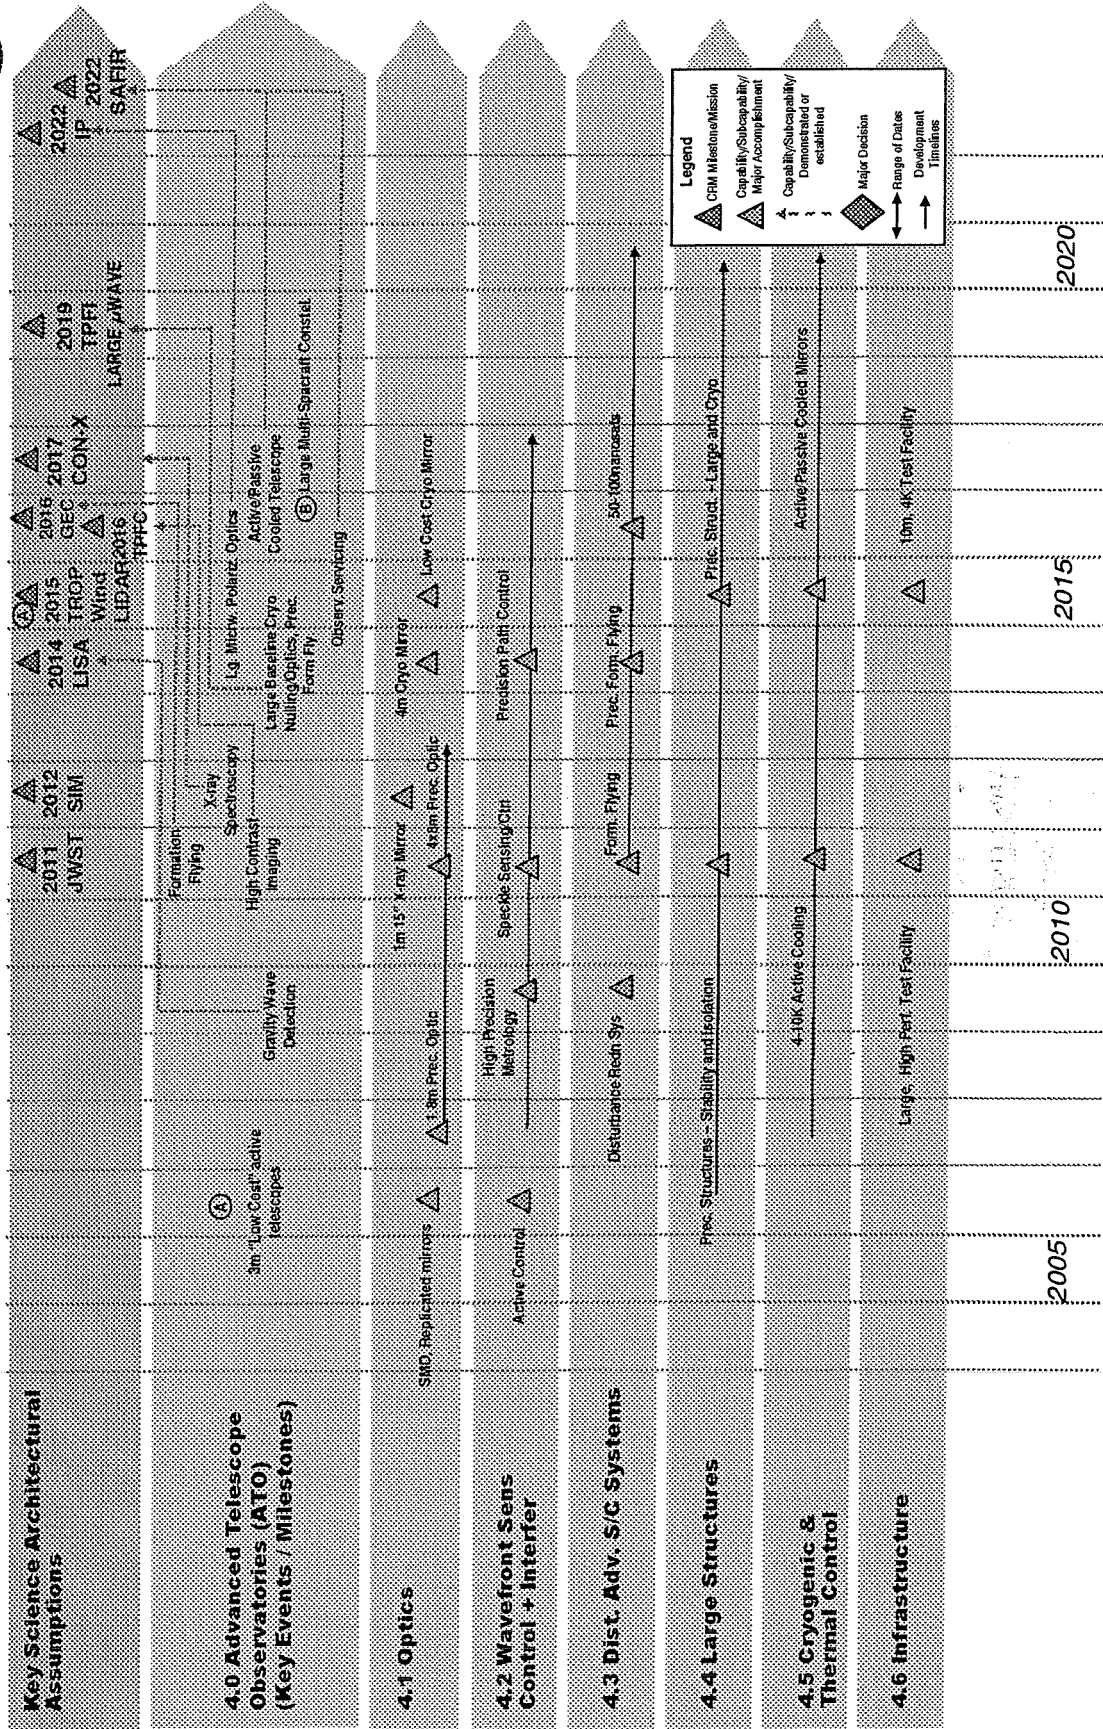 Key Science Architectural
Assumptions
2011
JWST
2012
SIM
2014
LISA
A
2015
TROP
Wind
LIDAR
2016
GEC
2016
TPFC
2017
CON-X
2019
TPFI
LARGE µWAVE
2022
IP
2022
SAFIR
4.0 Advanced Telescope
Observatories (ATO)
(Key Events / Milestones)
A
3m "Low Cost" active
telescopes
Gravity Wave
Detection
Formation
Flying
High Contrast
Imaging
X-ray
Spectroscopy
Lg. Micrw. Polariz. Optics
Large Baseline Cryo
Nulling Optics, Prec.
Form Fly
Observ. Servicing
Active/Passive
Cooled Telescope
B Large Multi-Spacraft Constel.
4.1 Optics
SMD, Replicated mirrors
1.8m Prec. Optic
1m 15" X-ray Mirror
4x8m Prec. Optic
4m Cryo Mirror
Low Cost Cryo Mirror
4.2 Wavefront Sens
Control + Interfer
Active Control
High Precision
Metrology
Speckle Sensing/Ctlr
Precision Path Control
4.3 Dist. Adv. S/C Systems
Disturbance Redn Sys
Form. Flying
Prec. Form. Flying
50-100nanosats
4.4 Large Structures
Prec. Structures – Stability and Isolation
Prec. Struct. – Large and Cryo
4.5 Cryogenic &
Thermal Control
4-10K Active Cooling
Active Passive Cooled Mirrors
4.6 Infrastructure
Large, High Perf. Test Facility
10m, 4K Test Facility
Legend
CRM Milestone/Mission
Capability/Subcapability/
Major Accomplishment
Capability/Subcapability/
Demonstrated or
established
Major Decision
Range of Dates
Development
Timelines
2005
2010
2015
2020